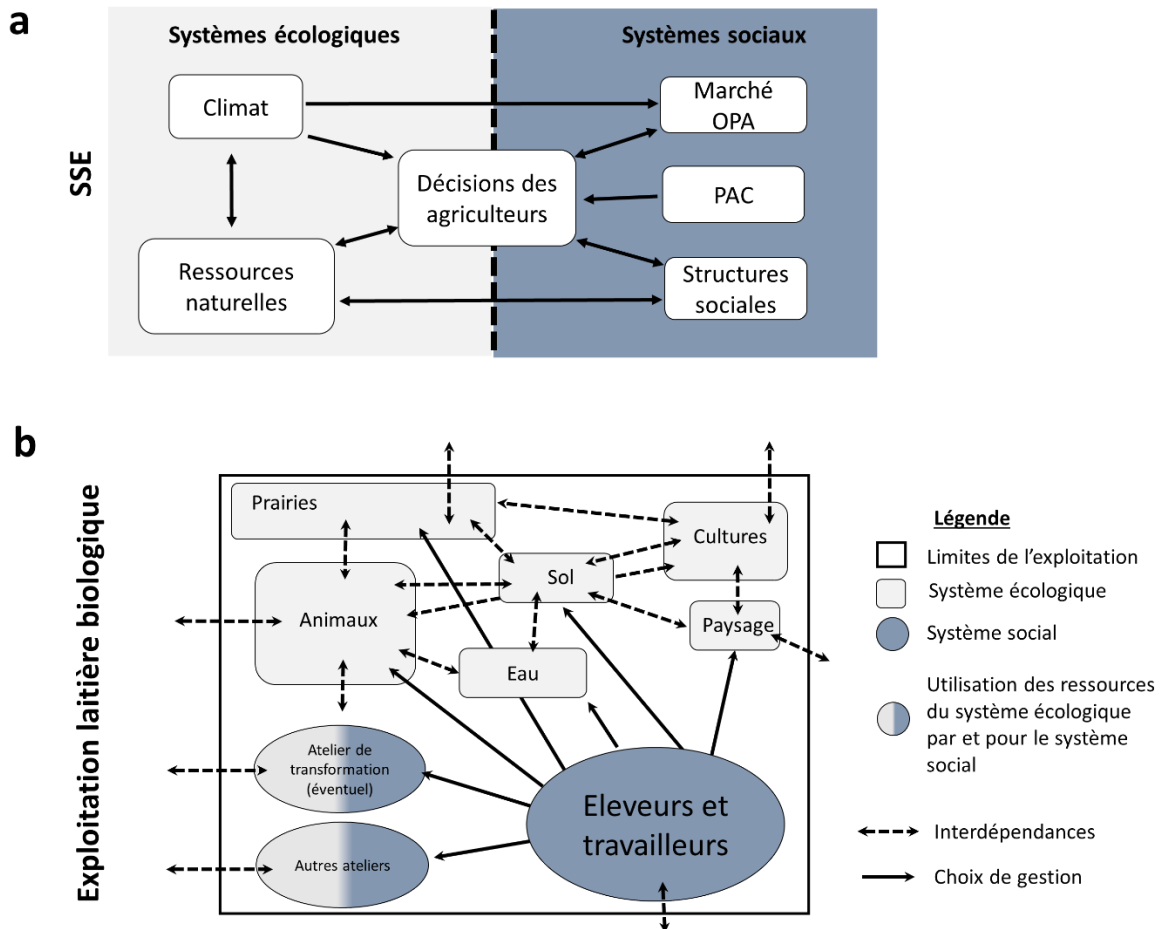 a
Systèmes écologiques
Systèmes sociaux
SSE
Climat
Marché
OPA
Décisions des
agriculteurs
PAC
Ressources
naturelles
Structures
sociales
b
Exploitation laitière biologique
Prairies
Cultures
Sol
Animaux
Paysage
Eau
Atelier de
transformation
(éventuel)
Eleveurs et
travailleurs
Autres ateliers
Légende
Limites de l'exploitation
Système écologique
Système social
Utilisation des ressources
du système écologique
par et pour le système
social
Interdépendances
Choix de gestion